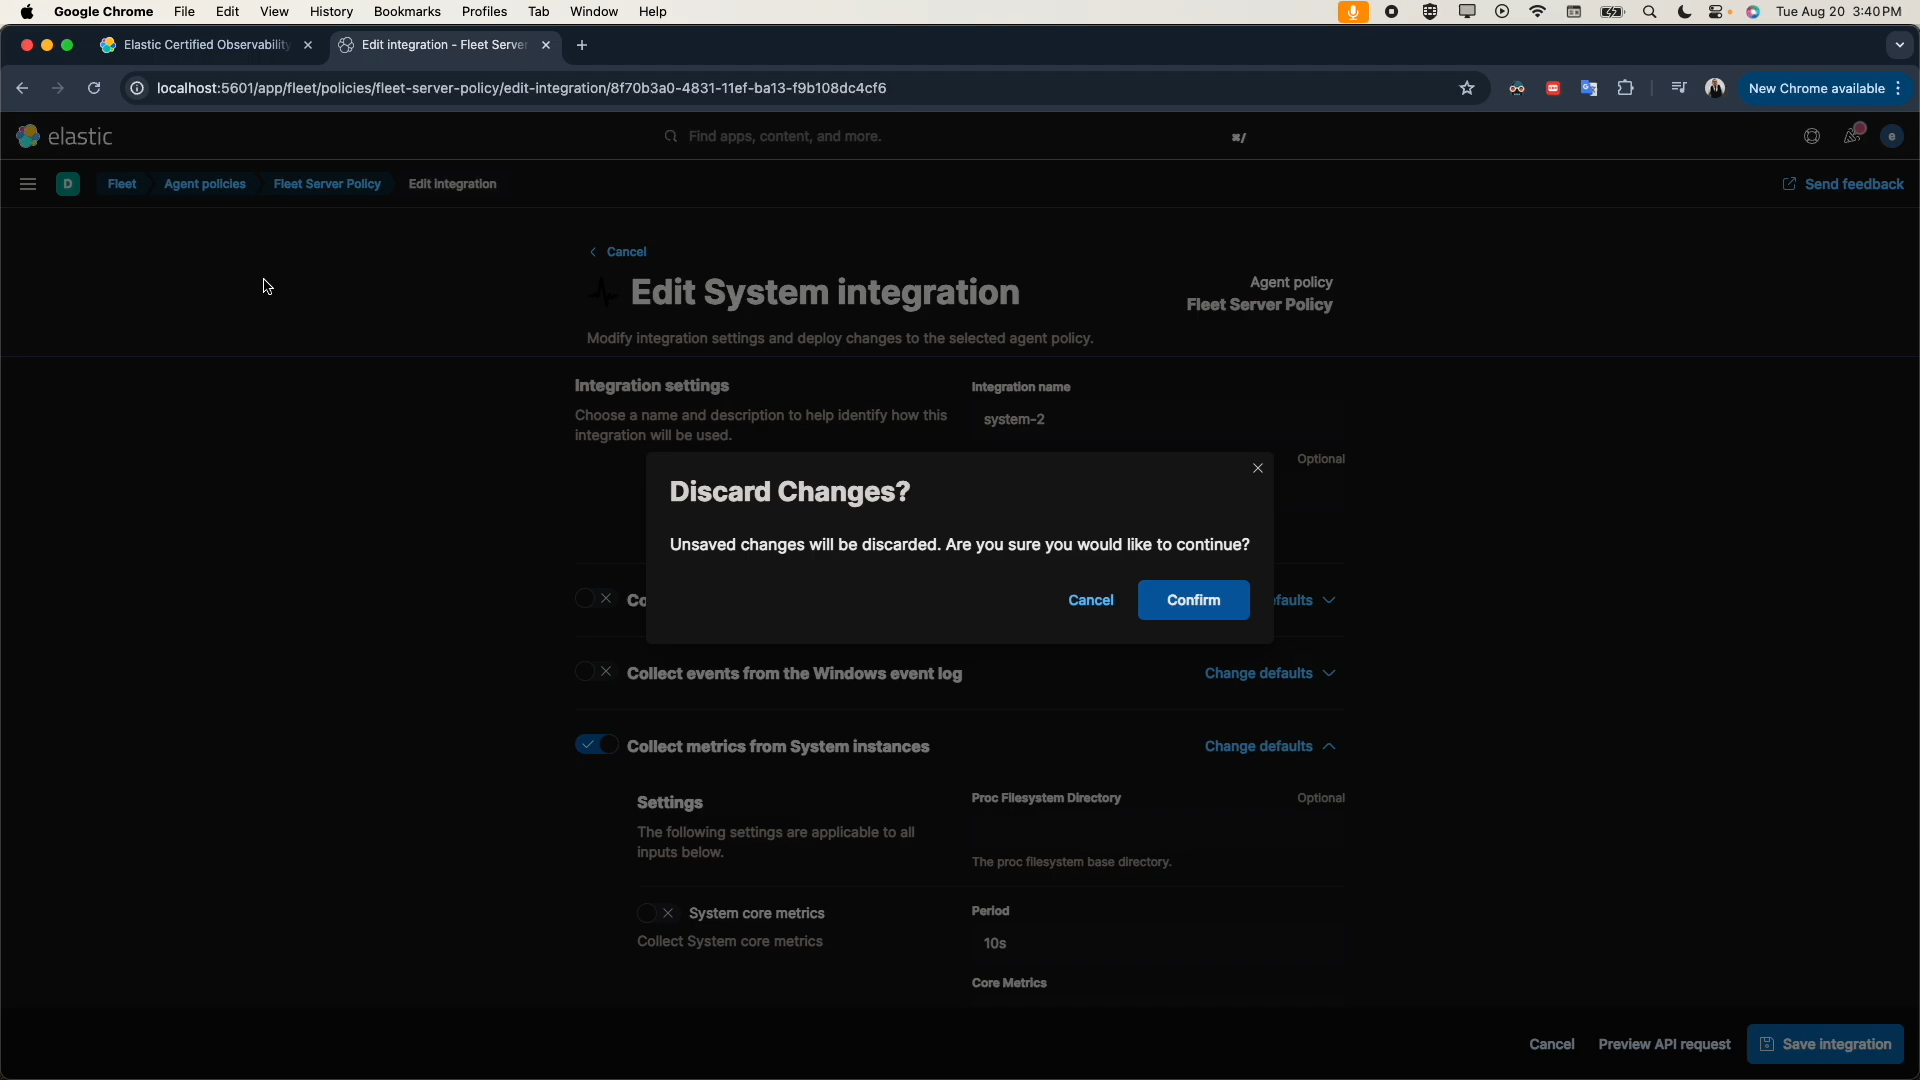 Google Chrome File Edit View History Bookmarks Profiles Tab Window Help Tue Aug 20 3:40 PM
Elastic Certified Observability Edit integration - Fleet Server
localhost:5601/app/fleet/policies/fleet-server-policy/edit-integration/8f70b3a0-4831-11ef-ba13-f9b108dc4cf6 New Chrome available
elastic Find apps, content, and more. ⌘/ e
D Fleet Agent policies Fleet Server Policy Edit integration Send feedback
Cancel
Edit System integration
Agent policy
Fleet Server Policy
Modify integration settings and deploy changes to the selected agent policy.
Integration settings
Choose a name and description to help identify how this
integration will be used.
Integration name
system-2
Optional
Discard Changes?
Unsaved changes will be discarded. Are you sure you would like to continue?
Cancel Confirm
Co faults
Collect events from the Windows event log Change defaults
Collect metrics from System instances Change defaults
Settings
The following settings are applicable to all
inputs below.
Proc Filesystem Directory Optional
The proc filesystem base directory.
System core metrics
Collect System core metrics
Period
10s
Core Metrics
Cancel Preview API request Save integration